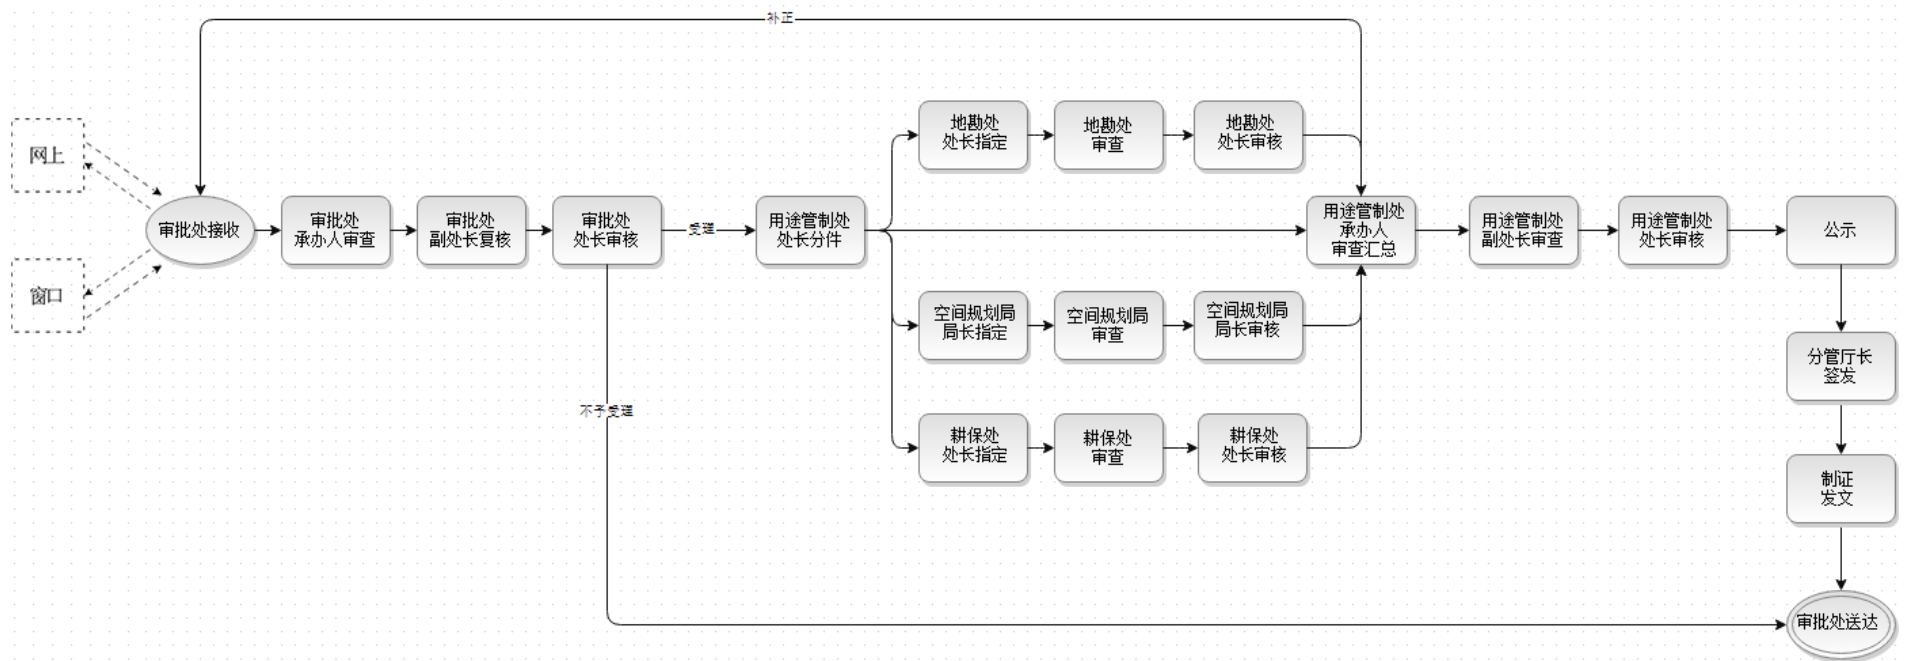 补正
网上
窗口
审批处接收
审批处
承办人审查
审批处
副处长复核
审批处
处长审核
受理
不予受理
用途管制处
处长分件
地勘处
处长指定
地勘处
审查
地勘处
处长审核
空间规划局
局长指定
空间规划局
审查
空间规划局
局长审核
耕保处
处长指定
耕保处
审查
耕保处
处长审核
用途管制处
承办人
审查汇总
用途管制处
副处长审查
用途管制处
处长审核
公示
分管厅长
签发
制证
发文
审批处送达